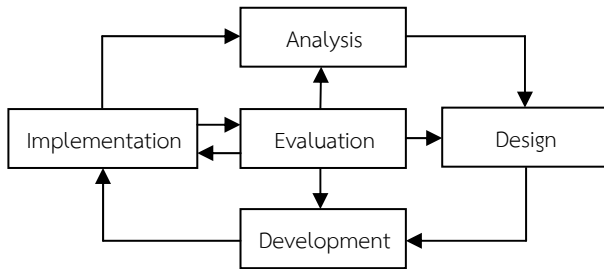 Analysis
Implementation
Evaluation
Design
Development